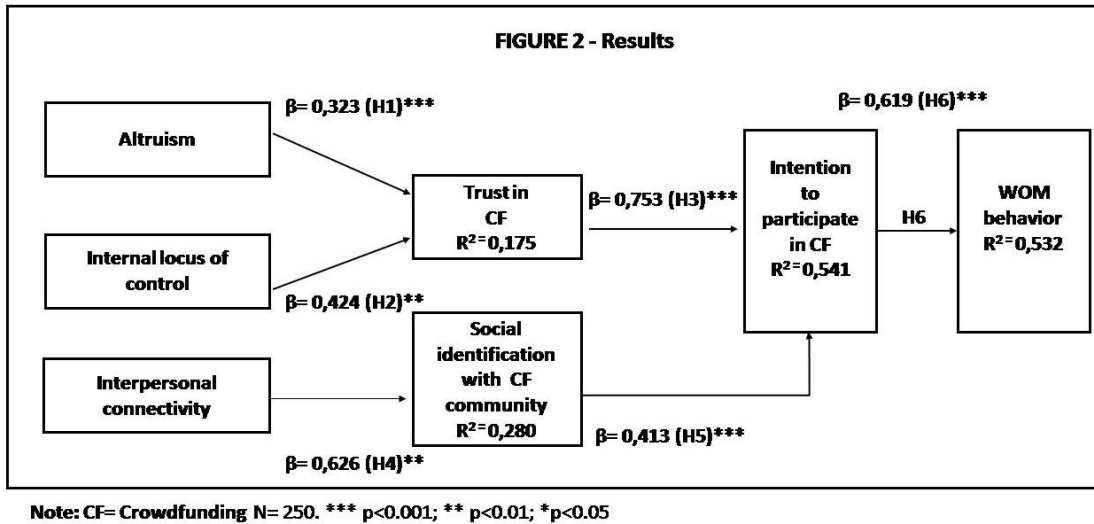 FIGURE 2 - Results
β= 0,323 (H1)***
β= 0,619 (H6)***
Altruism
Trust in
CF
R²= 0,175
β= 0,753 (H3)***
Intention
to
participate
in CF
R²= 0,541
H6
WOM
behavior
R²= 0,532
Internal locus of
control
β= 0,424 (H2)**
Interpersonal
connectivity
Social
identification
with CF
community
R²= 0,280
β= 0,413 (H5)***
β= 0,626 (H4)**
Note: CF= Crowdfunding N= 250. *** p<0.001; ** p<0.01; *p<0.05